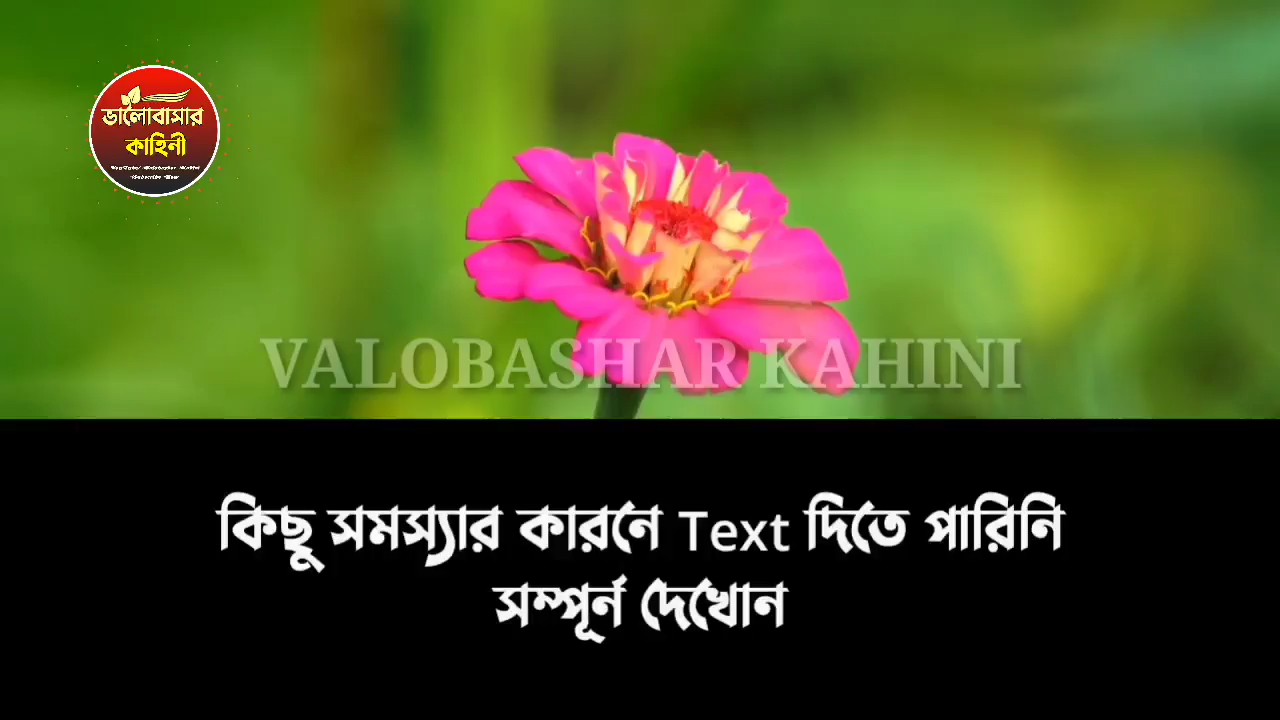 ভালোবাসার
কাহিনী
VALOBASHAR KAHINI
কিছু সমস্যার কারনে Text দিতে পারিনি
সম্পূর্ন দেখোন